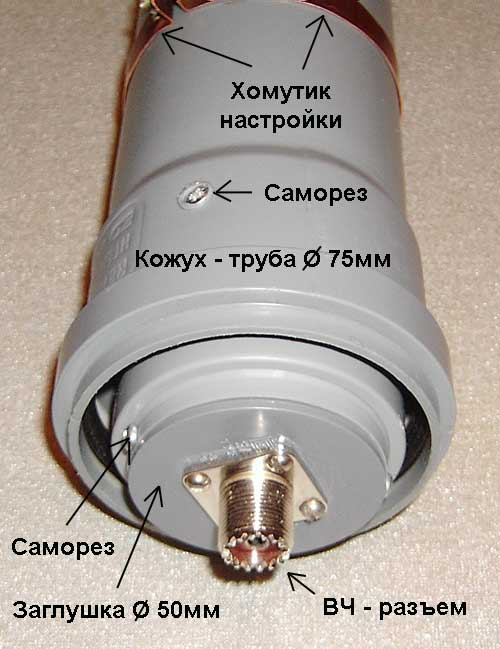 Хомутик
настройки
Саморез
Кожух - труба Ø 75мм
Саморез
Заглушка Ø 50мм
ВЧ - разъем